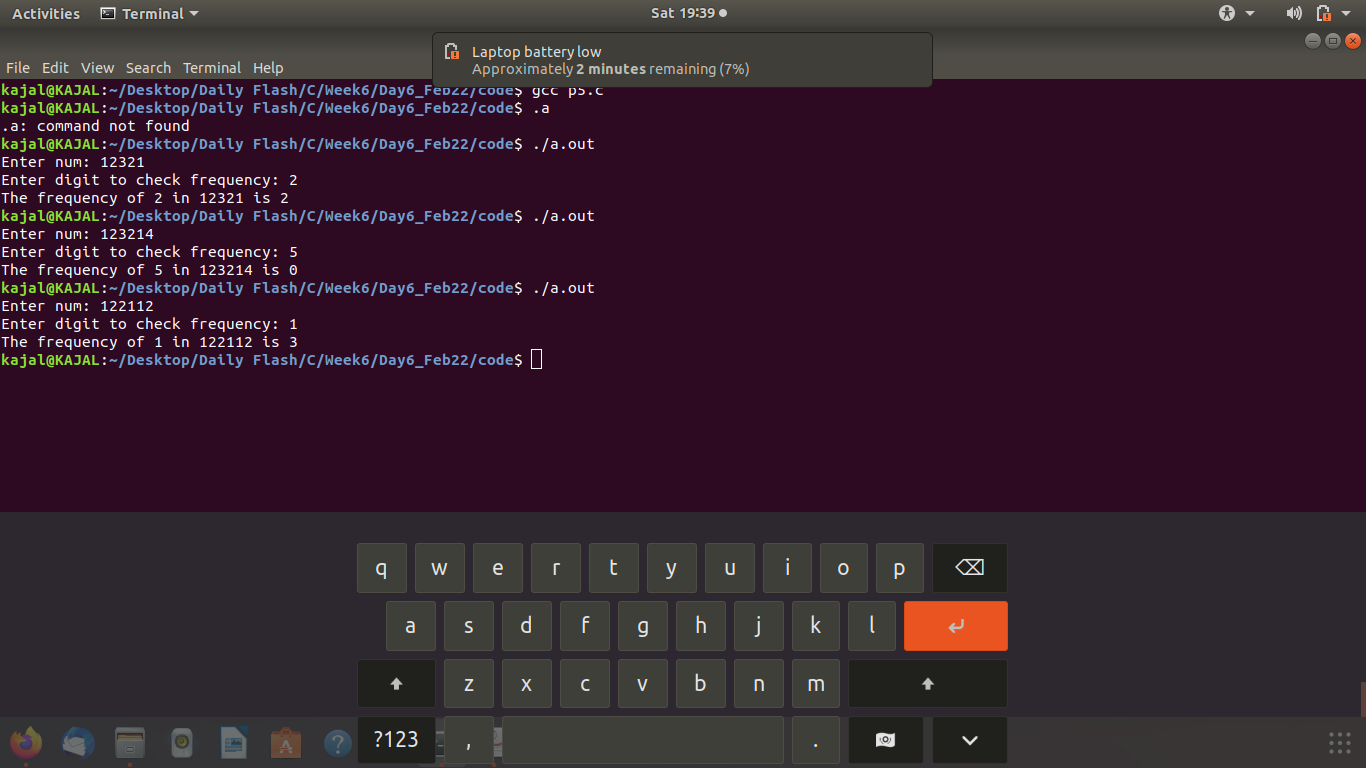 Activities Terminal Sat 19:39
Laptop battery low
Approximately 2 minutes remaining (7%)
File Edit View Search Terminal Help
kajal@KAJAL:~/Desktop/Daily Flash/C/Week6/Day6_Feb22/code$ gcc p5.c
kajal@KAJAL:~/Desktop/Daily Flash/C/Week6/Day6_Feb22/code$ .a
.a: command not found
kajal@KAJAL:~/Desktop/Daily Flash/C/Week6/Day6_Feb22/code$ ./a.out
Enter num: 12321
Enter digit to check frequency: 2
The frequency of 2 in 12321 is 2
kajal@KAJAL:~/Desktop/Daily Flash/C/Week6/Day6_Feb22/code$ ./a.out
Enter num: 123214
Enter digit to check frequency: 5
The frequency of 5 in 123214 is 0
kajal@KAJAL:~/Desktop/Daily Flash/C/Week6/Day6_Feb22/code$ ./a.out
Enter num: 122112
Enter digit to check frequency: 1
The frequency of 1 in 122112 is 3
kajal@KAJAL:~/Desktop/Daily Flash/C/Week6/Day6_Feb22/code$
q w e r t y u i o p
a s d f g h j k l
z x c v b n m
?123 , .